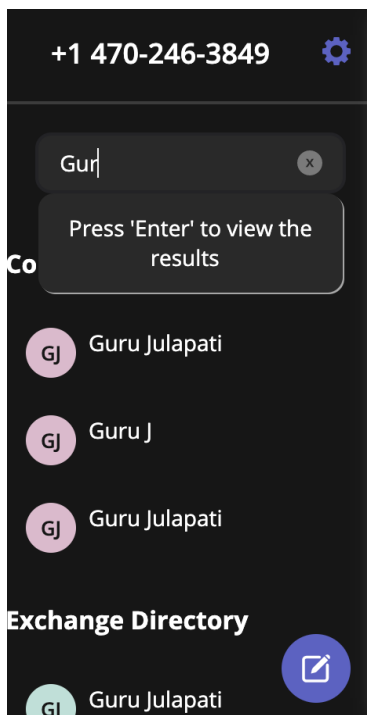 +1 470-246-3849
Gur
x
Press 'Enter' to view the
results
Co
GJ
Guru Julapati
GJ
Guru J
GJ
Guru Julapati
Exchange Directory
GJ
Guru Julapati